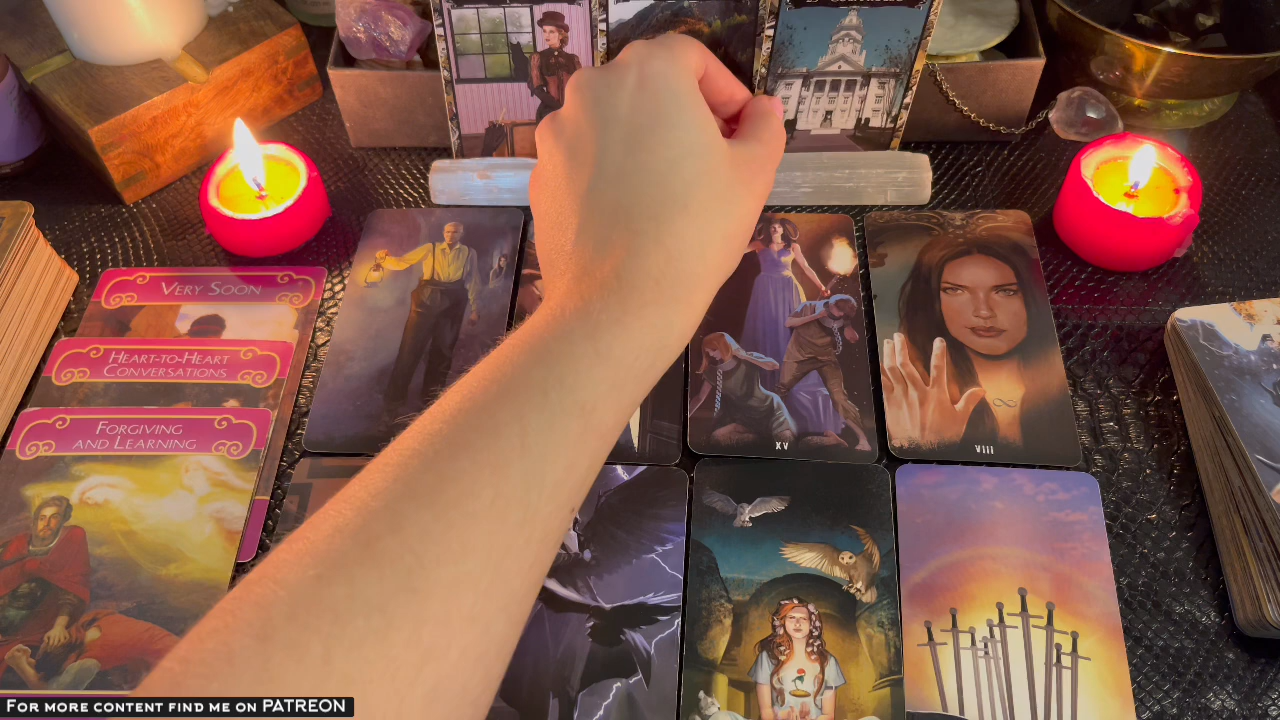 VERY SOON
HEART-TO-HEART
CONVERSATIONS
FORGIVING
AND LEARNING
XV
VIII
FOR MORE CONTENT FIND ME ON PATREON